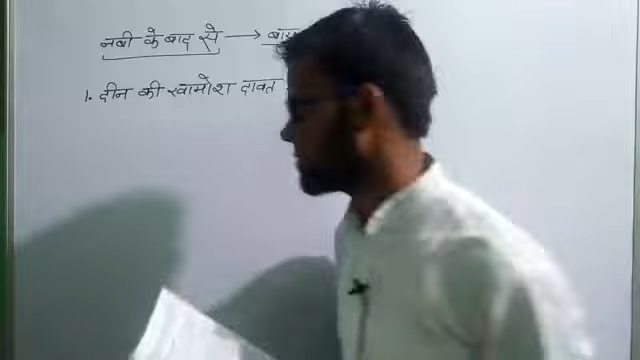 नबी के बाद से →
1. दीन की खामोश दावत